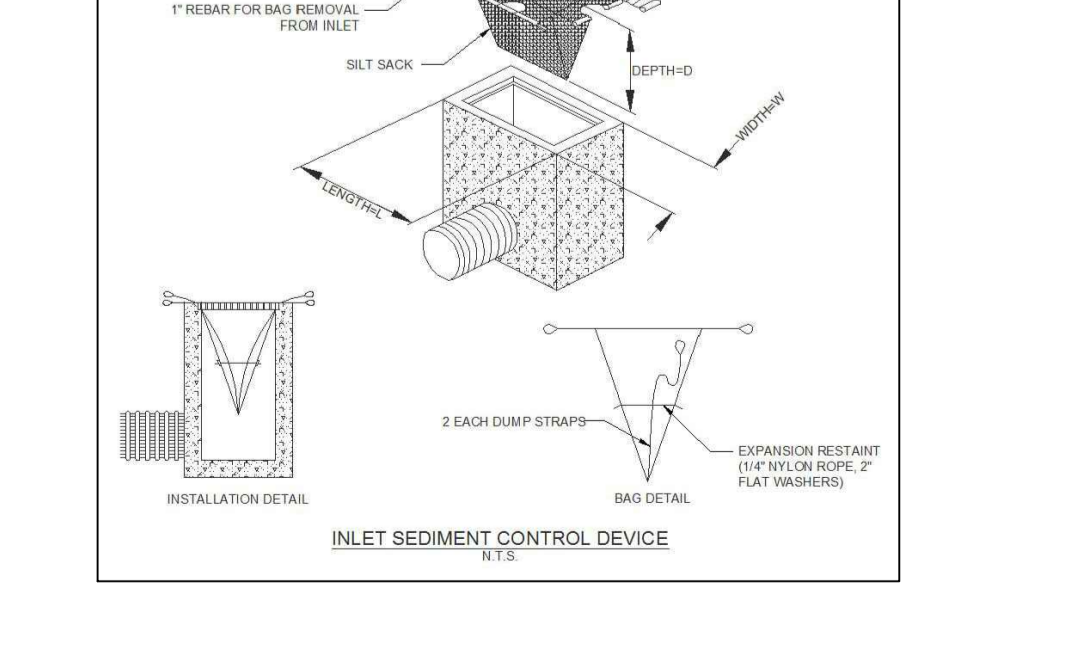 1" REBAR FOR BAG REMOVAL
FROM INLET
SILT SACK
DEPTH=D
WIDTH=W
LENGTH=L
2 EACH DUMP STRAPS
EXPANSION RESTAINT
(1/4" NYLON ROPE, 2"
FLAT WASHERS)
INSTALLATION DETAIL
BAG DETAIL
INLET SEDIMENT CONTROL DEVICE
N.T.S.